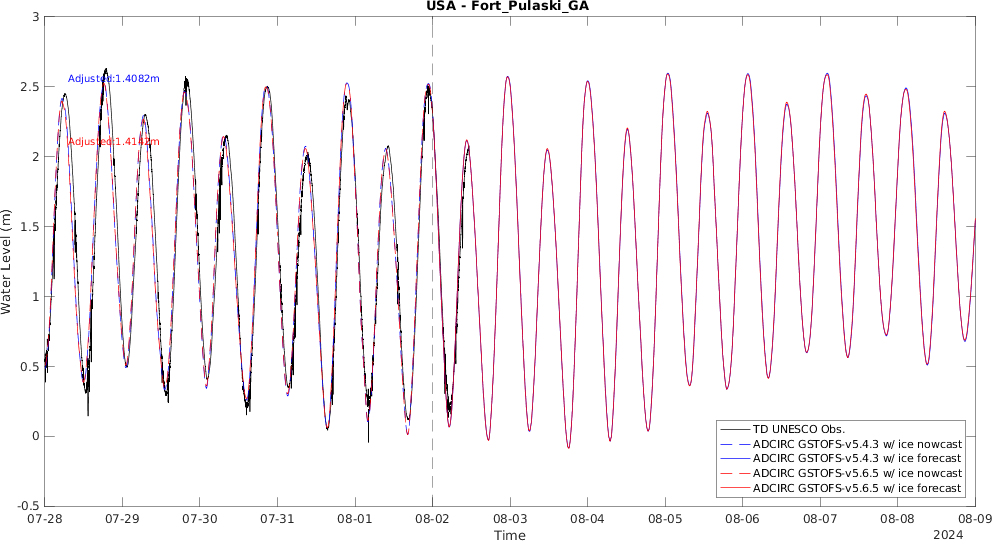 USA - Fort_Pulaski_GA
3
2.5
2
1.5
1
0.5
0
-0.5
Water Level (m)
Adjusted:1.4082m
Adjusted:1.4142m
TD UNESCO Obs.
ADCIRC GSTOFS-v5.4.3 w/ ice nowcast
ADCIRC GSTOFS-v5.4.3 w/ ice forecast
ADCIRC GSTOFS-v5.6.5 w/ ice nowcast
ADCIRC GSTOFS-v5.6.5 w/ ice forecast
07-28 07-29 07-30 07-31 08-01 08-02 08-03 08-04 08-05 08-06 08-07 08-08 08-09
Time
2024